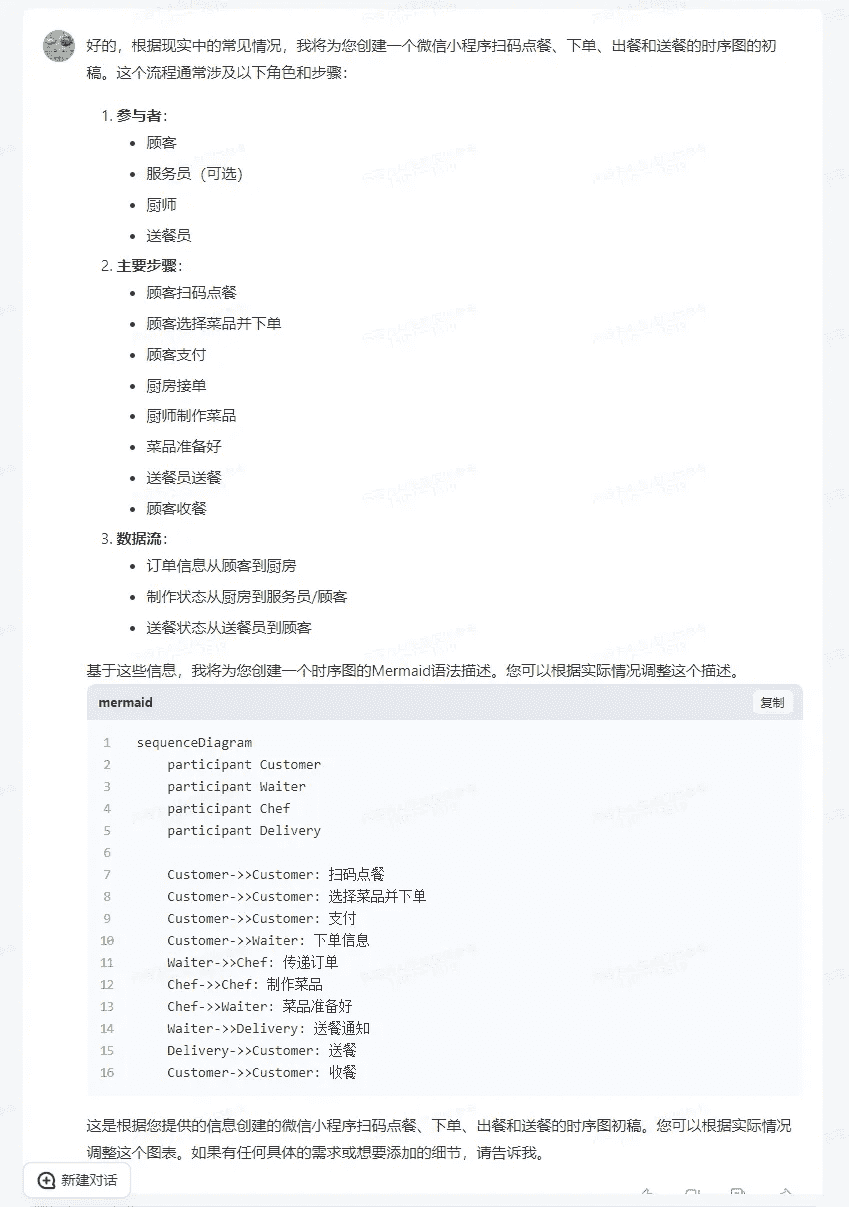 好的，根据现实中的常见情况，我将为您创建一个微信小程序扫码点餐、下单、出餐和送餐的时序图的初
稿。这个流程通常涉及以下角色和步骤：
1. 参与者：
• 顾客
• 服务员（可选）
• 厨师
• 送餐员
2. 主要步骤：
• 顾客扫码点餐
• 顾客选择菜品并下单
• 顾客支付
• 厨房接单
• 厨师制作菜品
• 菜品准备好
• 送餐员送餐
• 顾客收餐
3. 数据流：
• 订单信息从顾客到厨房
• 制作状态从厨房到服务员/顾客
• 送餐状态从送餐员到顾客
基于这些信息，我将为您创建一个时序图的Mermaid语法描述。您可以根据实际情况调整这个描述。
mermaid 复制
1 sequenceDiagram
2 participant Customer
3 participant Waiter
4 participant Chef
5 participant Delivery
6
7 Customer->>Customer: 扫码点餐
8 Customer->>Customer: 选择菜品并下单
9 Customer->>Customer: 支付
10 Customer->>Waiter: 下单信息
11 Waiter->>Chef: 传递订单
12 Chef->>Chef: 制作菜品
13 Chef->>Waiter: 菜品准备好
14 Waiter->>Delivery: 送餐通知
15 Delivery->>Customer: 送餐
16 Customer->>Customer: 收餐
这是根据您提供的信息创建的微信小程序扫码点餐、下单、出餐和送餐的时序图初稿。您可以根据实际情况
调整这个图表。如果有任何具体的需求或想要添加的细节，请告诉我。
新建对话